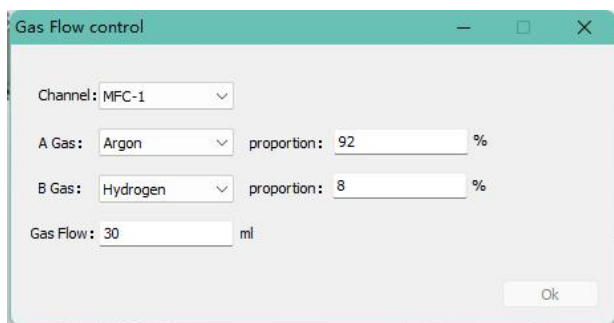 Gas Flow control
Channel: MFC-1
A Gas: Argon proportion: 92 %
B Gas: Hydrogen proportion: 8 %
Gas Flow: 30 ml
Ok